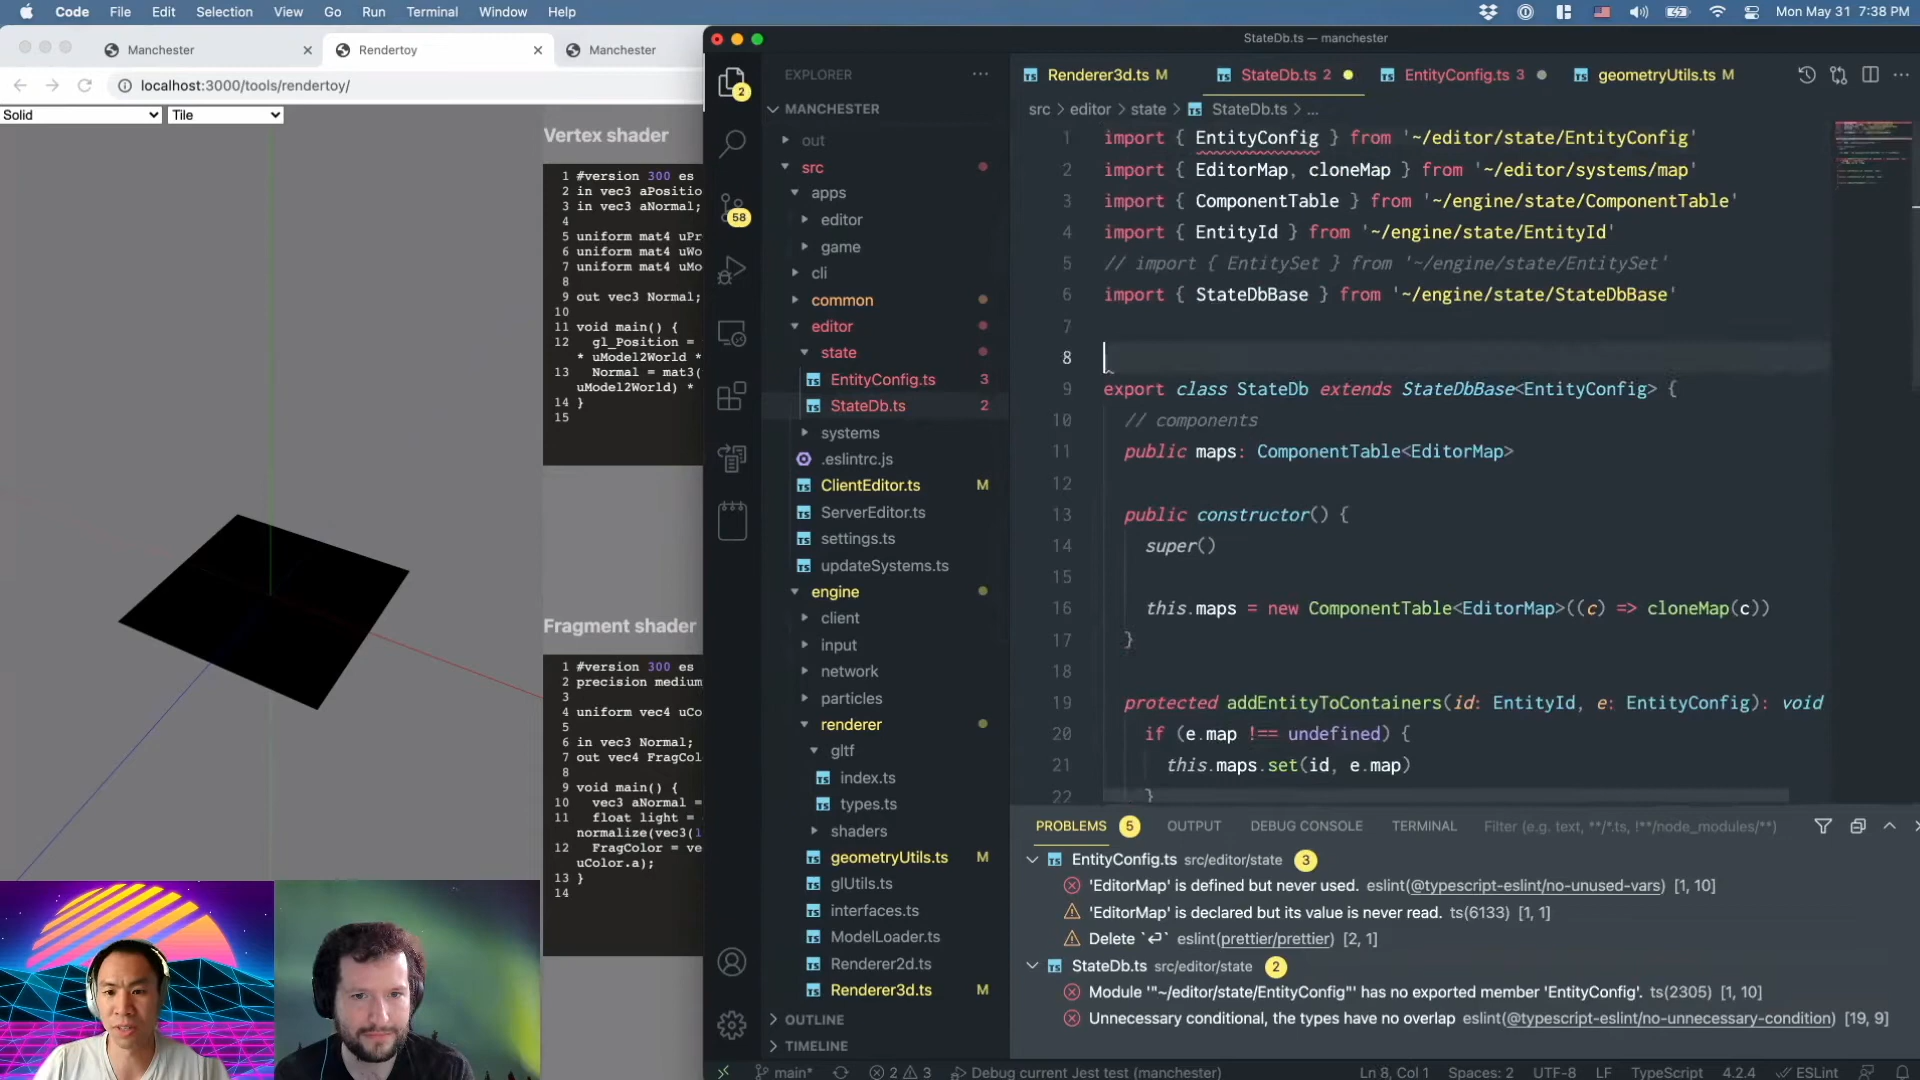 Code File Edit Selection View Go Run Terminal Window Help
Mon May 31 7:38 PM
Manchester
Rendertoy
Manchester
localhost:3000/tools/rendertoy/
Solid
Tile
Vertex shader
1 #version 300 es
2 in vec3 aPositio
3 in vec3 aNormal;
4
5 uniform mat4 uPr
6 uniform mat4 uWo
7 uniform mat4 uMo
8
9 out vec3 Normal;
10
11 void main() {
12 gl_Position =
* uModel2World *
13 Normal = mat3(
uModel2World) *
14 }
15
Fragment shader
1 #version 300 es
2 precision medium
3
4 uniform vec4 uCo
5
6 in vec3 Normal;
7 out vec4 FragCol
8
9 void main() {
10 vec3 aNormal =
11 float light =
normalize(vec3(1
12 FragColor = ve
uColor.a);
13 }
14
StateDb.ts — manchester
2
58
EXPLORER
MANCHESTER
out
src
apps
editor
game
cli
common
editor
state
EntityConfig.ts 3
StateDb.ts 2
systems
.eslintrc.js
ClientEditor.ts M
ServerEditor.ts
settings.ts
updateSystems.ts
engine
client
input
network
particles
renderer
gltf
index.ts
types.ts
shaders
geometryUtils.ts M
glUtils.ts
interfaces.ts
ModelLoader.ts
Renderer2d.ts
Renderer3d.ts M
OUTLINE
TIMELINE
Renderer3d.ts M
StateDb.ts 2
EntityConfig.ts 3
geometryUtils.ts M
src > editor > state > StateDb.ts > ...
1 import { EntityConfig } from '~/editor/state/EntityConfig'
2 import { EditorMap, cloneMap } from '~/editor/systems/map'
3 import { ComponentTable } from '~/engine/state/ComponentTable'
4 import { EntityId } from '~/engine/state/EntityId'
5 // import { EntitySet } from '~/engine/state/EntitySet'
6 import { StateDbBase } from '~/engine/state/StateDbBase'
7
8
9 export class StateDb extends StateDbBase<EntityConfig> {
10 // components
11 public maps: ComponentTable<EditorMap>
12
13 public constructor() {
14 super()
15
16 this.maps = new ComponentTable<EditorMap>((c) => cloneMap(c))
17 }
18
19 protected addEntityToContainers(id: EntityId, e: EntityConfig): void
20 if (e.map !== undefined) {
21 this.maps.set(id, e.map)
22 }
PROBLEMS 5 OUTPUT DEBUG CONSOLE TERMINAL Filter (e.g. text, **/*.ts, !**/node_modules/**)
EntityConfig.ts src/editor/state 3
'EditorMap' is defined but never used. eslint(@typescript-eslint/no-unused-vars) [1, 10]
'EditorMap' is declared but its value is never read. ts(6133) [1, 1]
Delete `⏎` eslint(prettier/prettier) [2, 1]
StateDb.ts src/editor/state 2
Module '"~/editor/state/EntityConfig"' has no exported member 'EntityConfig'. ts(2305) [1, 10]
Unnecessary conditional, the types have no overlap eslint(@typescript-eslint/no-unnecessary-condition) [19, 9]
main* 2 3 Debug current Jest test (manchester)
Ln 8, Col 1 Spaces: 2 UTF-8 LF TypeScript 4.2.4 ESLint